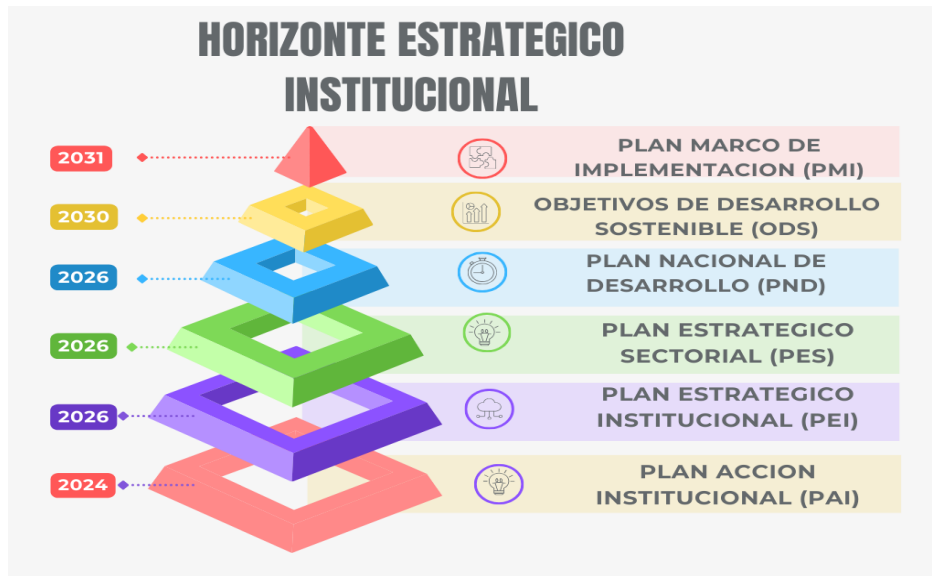 HORIZONTE ESTRATEGICO
INSTITUCIONAL
2031
PLAN MARCO DE
IMPLEMENTACION (PMI)
2030
OBJETIVOS DE DESARROLLO
SOSTENIBLE (ODS)
2026
PLAN NACIONAL DE
DESARROLLO (PND)
2026
PLAN ESTRATEGICO
SECTORIAL (PES)
2026
PLAN ESTRATEGICO
INSTITUCIONAL (PEI)
2024
PLAN ACCION
INSTITUCIONAL (PAI)